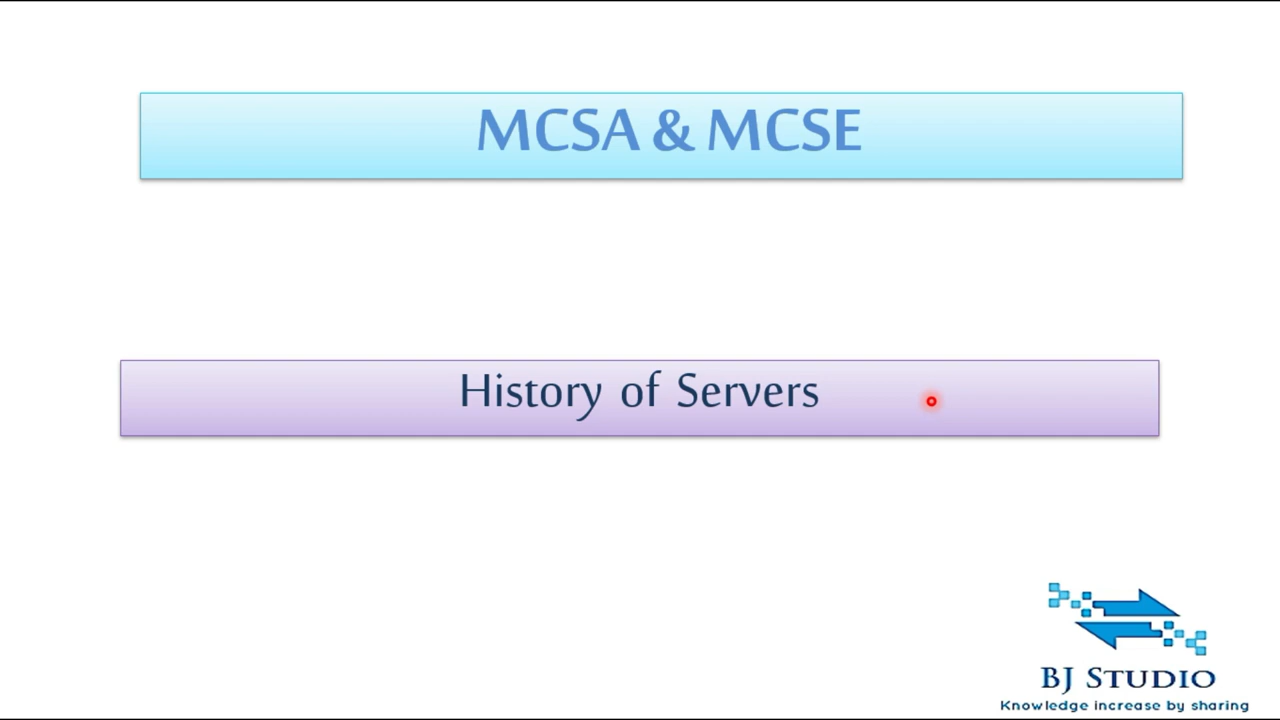 MCSA & MCSE
History of Servers
BJ STUDIO
Knowledge increase by sharing